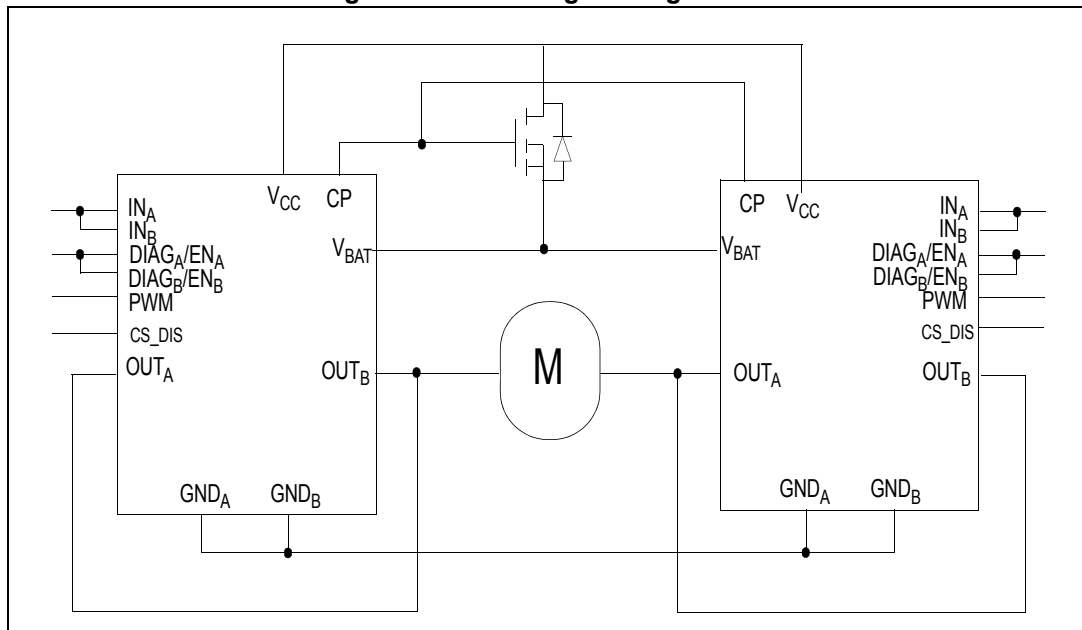 V_CC CP
IN_A
IN_B
DIAG_A/EN_A
DIAG_B/EN_B
PWM
CS_DIS
OUT_A
V_BAT
OUT_B
GND_A GND_B
M
CP V_CC
V_BAT
IN_A
IN_B
DIAG_A/EN_A
DIAG_B/EN_B
PWM
CS_DIS
OUT_A
OUT_B
GND_A GND_B